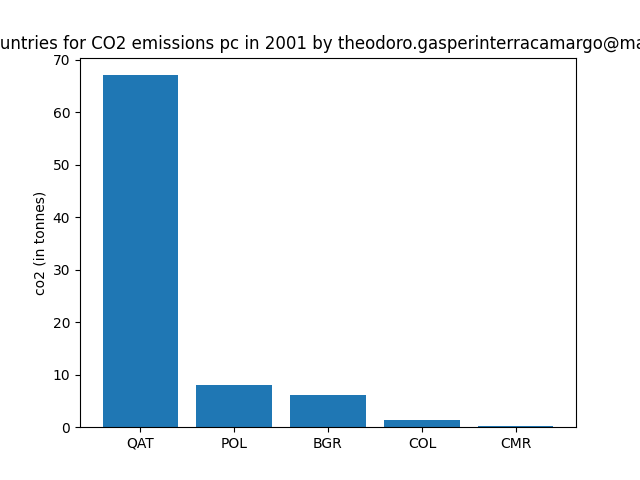 untries for CO2 emissions pc in 2001 by theodoro.gasperinterracamargo@ma
70
60
50
40
30
20
10
0
co2 (in tonnes)
QAT POL BGR COL CMR